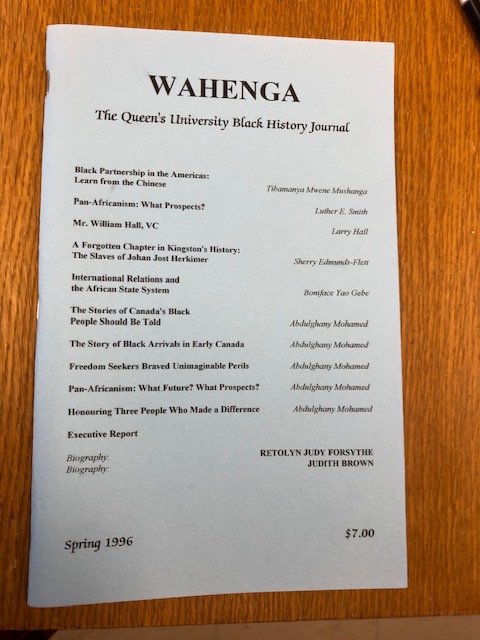 WAHENGA
The Queen's University Black History Journal
Black Partnership in the Americas:
Learn from the Chinese Tibamanya Mwene Mushanga
Pan-Africanism: What Prospects? Luther E. Smith
Mr. William Hall, VC Larry Hall
A Forgotten Chapter in Kingston's History:
The Slaves of Johan Jost Herkimer Sherry Edmunds-Flett
International Relations and
the African State System Boniface Yao Gebe
The Stories of Canada's Black
People Should Be Told Abdulghany Mohamed
The Story of Black Arrivals in Early Canada Abdulghany Mohamed
Freedom Seekers Braved Unimaginable Perils Abdulghany Mohamed
Pan-Africanism: What Future? What Prospects? Abdulghany Mohamed
Honouring Three People Who Made a Difference Abdulghany Mohamed
Executive Report
Biography: RETOLYN JUDY FORSYTHE
Biography: JUDITH BROWN
Spring 1996 $7.00